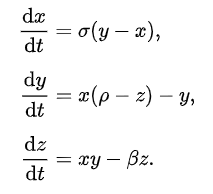 dx/dt = σ(y − x),
dy/dt = x(ρ − z) − y,
dz/dt = xy − βz.